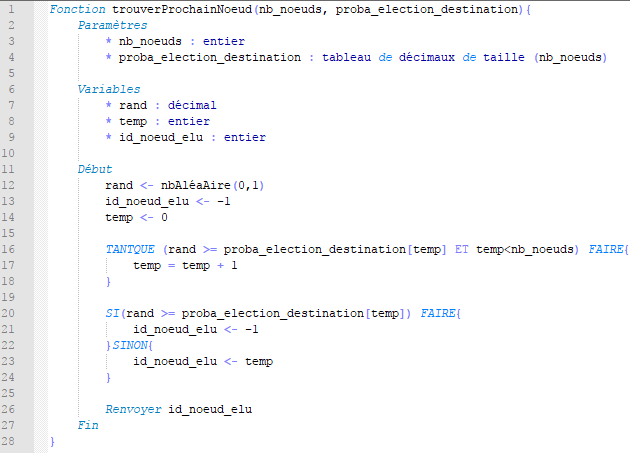 1 Fonction trouverProchainNoeud(nb_noeuds, proba_election_destination){
2 Paramètres
3 * nb_noeuds : entier
4 * proba_election_destination : tableau de décimaux de taille (nb_noeuds)
5
6 Variables
7 * rand : décimal
8 * temp : entier
9 * id_noeud_elu : entier
10
11 Début
12 rand <- nbAléaAire(0,1)
13 id_noeud_elu <- -1
14 temp <- 0
15
16 TANTQUE (rand >= proba_election_destination[temp] ET temp<nb_noeuds) FAIRE{
17 temp = temp + 1
18 }
19
20 SI(rand >= proba_election_destination[temp]) FAIRE{
21 id_noeud_elu <- -1
22 }SINON{
23 id_noeud_elu <- temp
24 }
25
26 Renvoyer id_noeud_elu
27 Fin
28 }